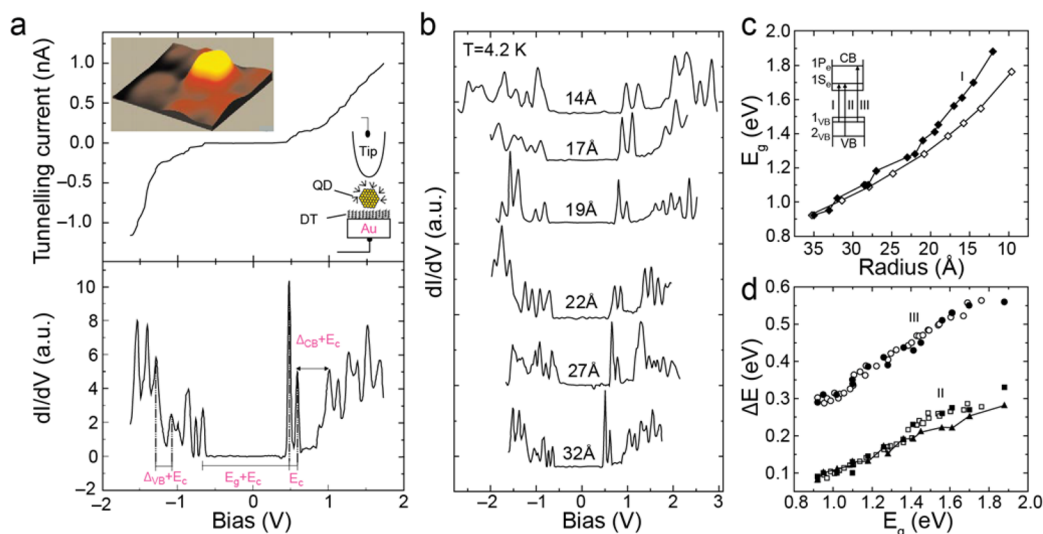 a
Tunnelling current (nA)
1.0
0.5
0.0
−0.5
−1.0
Tip
QD
DT
Au
dI/dV (a.u.)
10
8
6
4
2
0
−2
Δ_CB+E_c
Δ_VB+E_c
E_g+E_c
E_c
−2
−1
0
1
2
Bias (V)
b
T=4.2 K
14Å
17Å
19Å
22Å
27Å
32Å
dI/dV (a.u.)
−2
−1
0
1
2
3
Bias (V)
c
E_g (eV)
2.0
1.8
1.6
1.4
1.2
1.0
0.8
CB
1P_e
1S_e
I
II
III
1_VB
2_VB
VB
I
35
30
25
20
15
10
Radius (Å)
d
ΔE (eV)
0.6
0.5
0.4
0.3
0.2
0.1
III
II
0.8
1.0
1.2
1.4
1.6
1.8
2.0
E_g (eV)